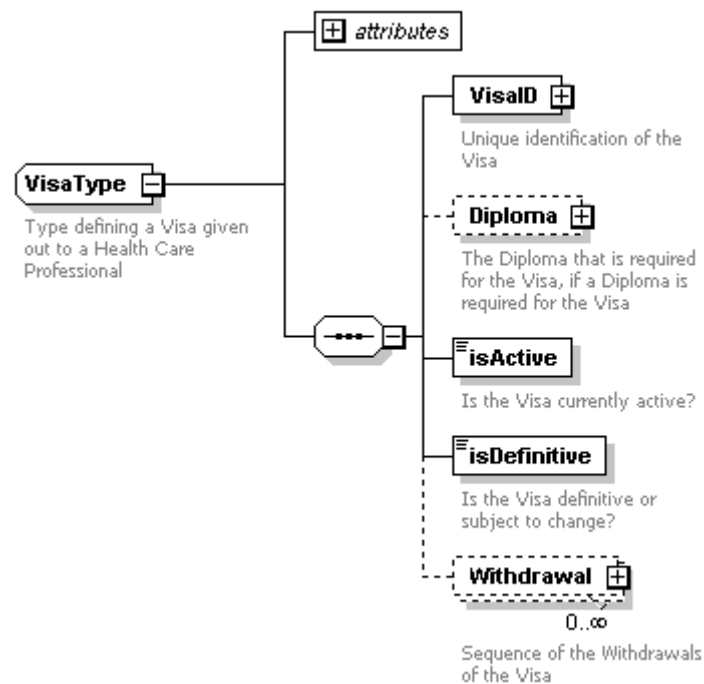 attributes
VisaID
Unique identification of the
Visa
VisaType
Type defining a Visa given
out to a Health Care
Professional
Diploma
The Diploma that is required
for the Visa, if a Diploma is
required for the Visa
isActive
Is the Visa currently active?
isDefinitive
Is the Visa definitive or
subject to change?
Withdrawal
0..∞
Sequence of the Withdrawals
of the Visa